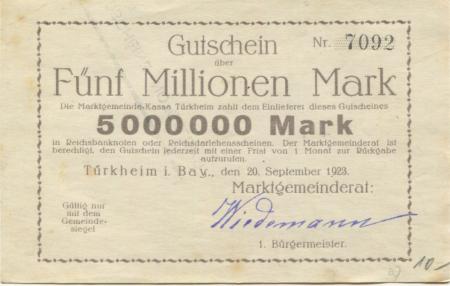 Gutschein
Nr. 7092
über
Fünf Millionen Mark
Die Marktgemeinde-Kassa Türkheim zahlt dem Einlieferer dieses Gutscheines
5000000 Mark
in Reichsbanknoten oder Reichsdarlehensscheinen. Der Marktgemeinderat ist
berechtigt, den Gutschein jederzeit mit einer Frist von 1 Monat zur Rückgabe
aufzurufen.
Türkheim i. Bay., den 20. September 1923.
Marktgemeinderat:
Gültig nur
mit dem
Gemeinde-
siegel
Wiedemann
1. Bürgermeister.
10-